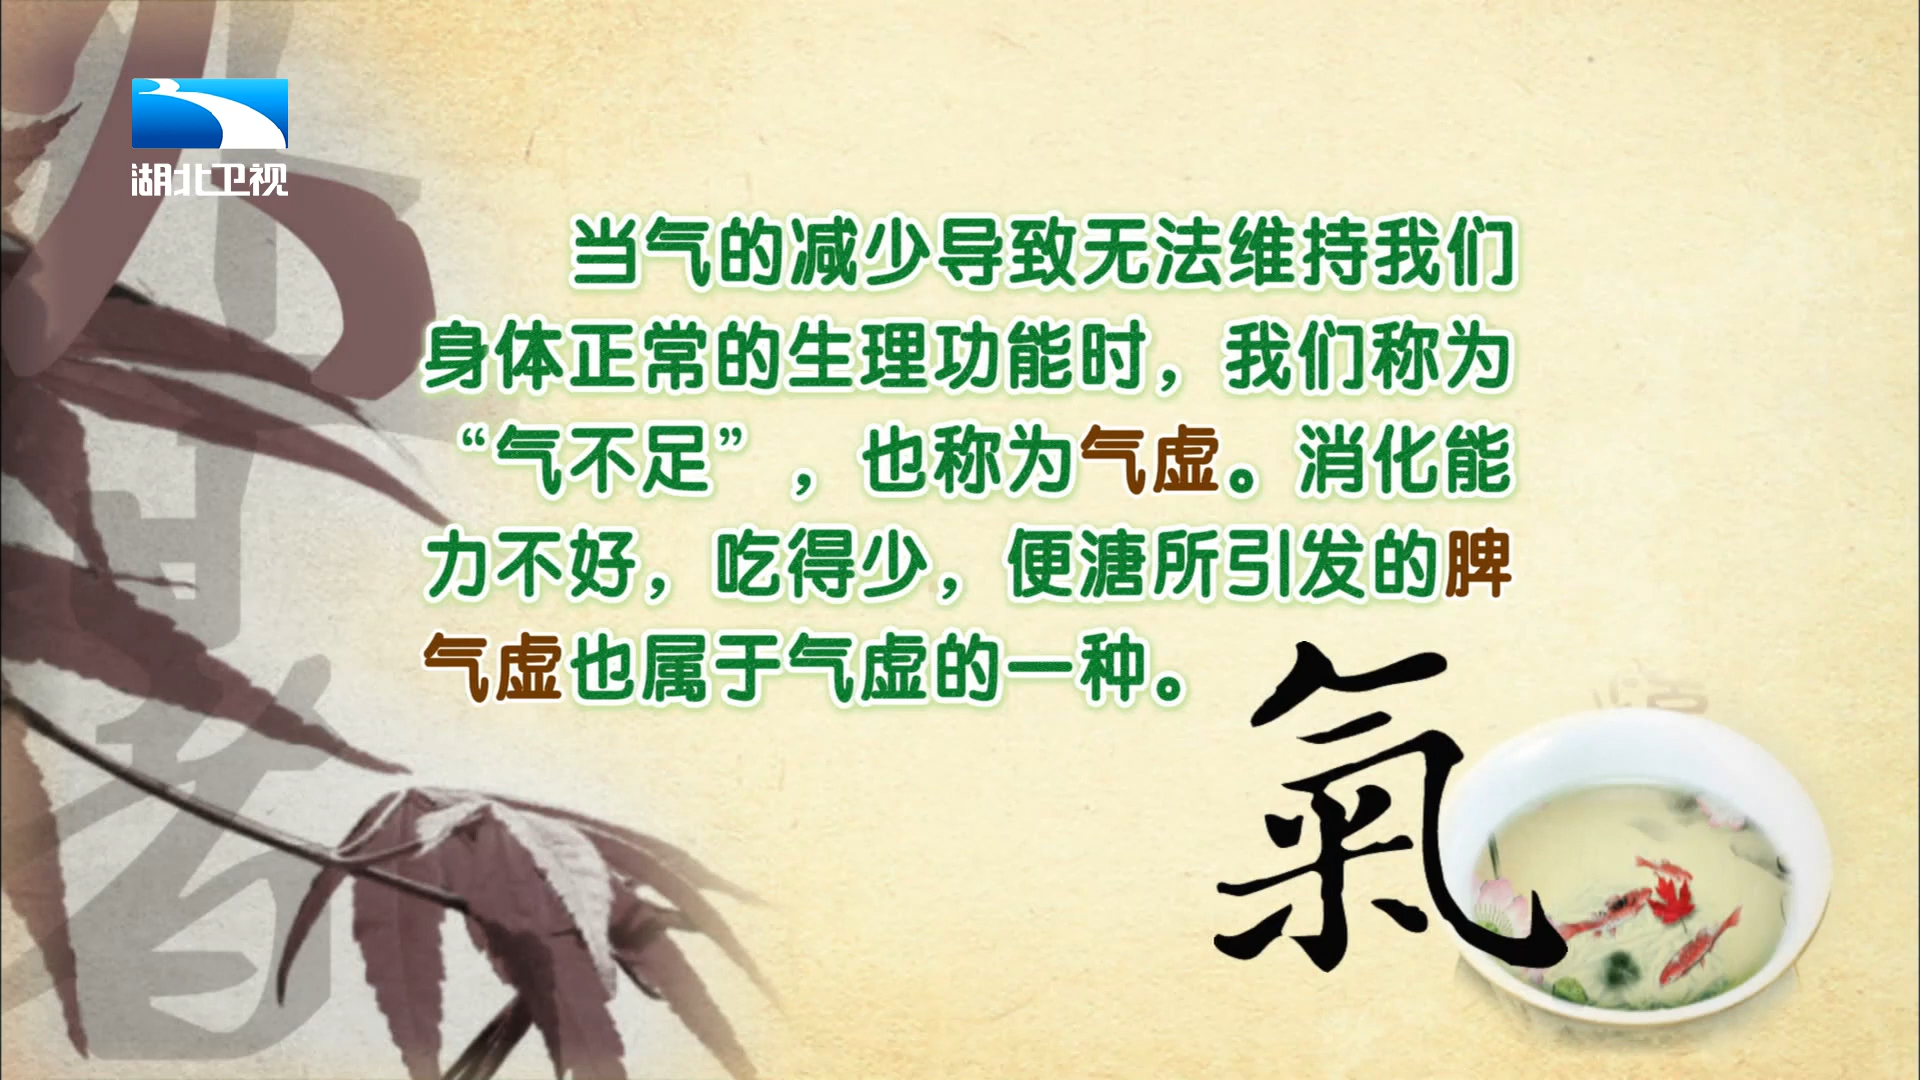 湖北卫视
当气的减少导致无法维持我们
身体正常的生理功能时，我们称为
“气不足”，也称为气虚。消化能
力不好，吃得少，便溏所引发的脾
气虚也属于气虚的一种。
氣